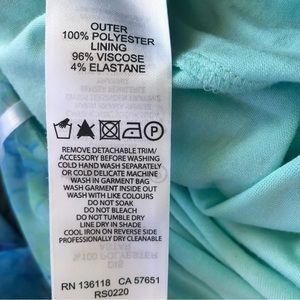 OUTER
100% POLYESTER
LINING
96% VISCOSE
4% ELASTANE
REMOVE DETACHABLE TRIM/
ACCESSORY BEFORE WASHING
COLD HAND WASH SEPARATELY
OR COLD DELICATE MACHINE
WASH IN GARMENT BAG
WASH GARMENT INSIDE OUT
WASH WITH LIKE COLOURS
DO NOT SOAK
DO NOT BLEACH
DO NOT TUMBLE DRY
LINE DRY IN SHADE
COOL IRON ON REVERSE SIDE
PROFESSIONALLY DRY CLEANABLE
RN 136118 CA 57651
RS0220